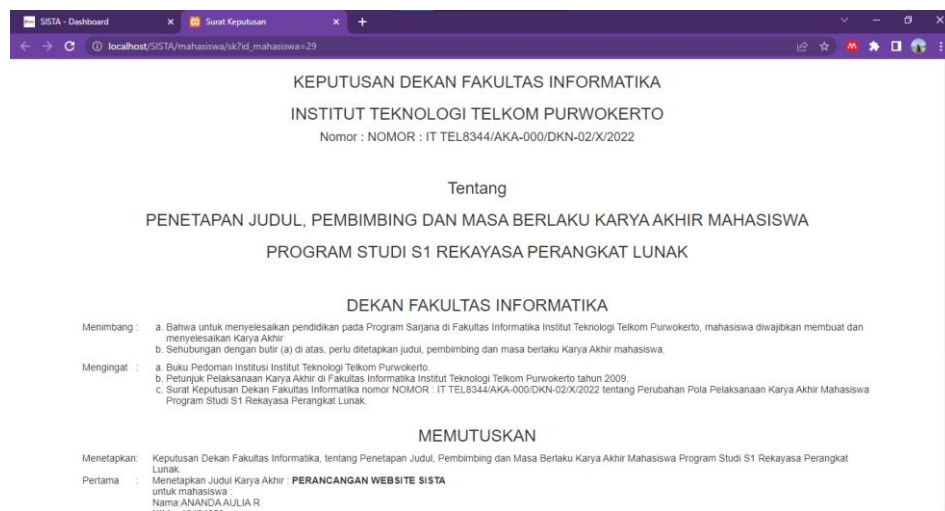 SISTA - Dashboard
Surat Keputusan
localhost/SISTA/mahasiswa/sk?id_mahasiswa=29
KEPUTUSAN DEKAN FAKULTAS INFORMATIKA
INSTITUT TEKNOLOGI TELKOM PURWOKERTO
Nomor : NOMOR : IT TEL8344/AKA-000/DKN-02/X/2022
Tentang
PENETAPAN JUDUL, PEMBIMBING DAN MASA BERLAKU KARYA AKHIR MAHASISWA
PROGRAM STUDI S1 REKAYASA PERANGKAT LUNAK
DEKAN FAKULTAS INFORMATIKA
Menimbang : a. Bahwa untuk menyelesaikan pendidikan pada Program Sarjana di Fakultas Informatika Institut Teknologi Telkom Purwokerto, mahasiswa diwajibkan membuat dan
menyelesaikan Karya Akhir
b. Sehubungan dengan butir (a) di atas, perlu ditetapkan judul, pembimbing dan masa berlaku Karya Akhir mahasiswa.
Mengingat : a. Buku Pedoman Institusi Institut Teknologi Telkom Purwokerto.
b. Petunjuk Pelaksanaan Karya Akhir di Fakultas Informatika Institut Teknologi Telkom Purwokerto tahun 2009.
c. Surat Keputusan Dekan Fakultas Informatika nomor NOMOR : IT TEL8344/AKA-000/DKN-02/X/2022 tentang Perubahan Pola Pelaksanaan Karya Akhir Mahasiswa
Program Studi S1 Rekayasa Perangkat Lunak.
MEMUTUSKAN
Menetapkan: Keputusan Dekan Fakultas Informatika, tentang Penetapan Judul, Pembimbing dan Masa Berlaku Karya Akhir Mahasiswa Program Studi S1 Rekayasa Perangkat
Lunak.
Pertama : Menetapkan Judul Karya Akhir : PERANCANGAN WEBSITE SISTA
untuk mahasiswa :
Nama:ANANDA AULIA R